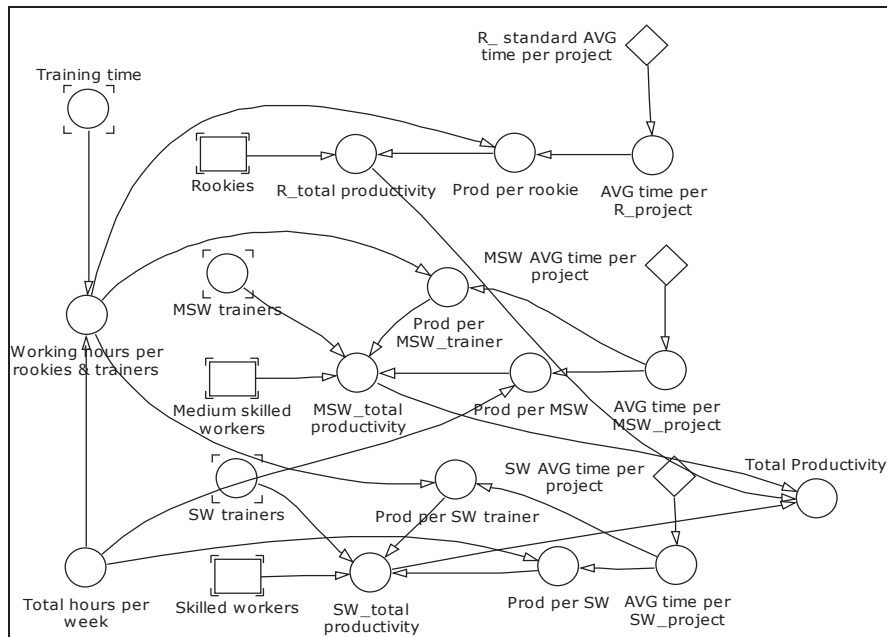 R_ standard AVG
time per project
Training time
Rookies
R_total productivity
Prod per rookie
AVG time per
R_project
MSW AVG time per
project
MSW trainers
Prod per
MSW_trainer
Working hours per
rookies & trainers
Medium skilled
workers
MSW_total
productivity
Prod per MSW
AVG time per
MSW_project
SW AVG time per
project
Total Productivity
SW trainers
Prod per SW trainer
Total hours per
week
Skilled workers
SW_total
productivity
Prod per SW
AVG time per
SW_project